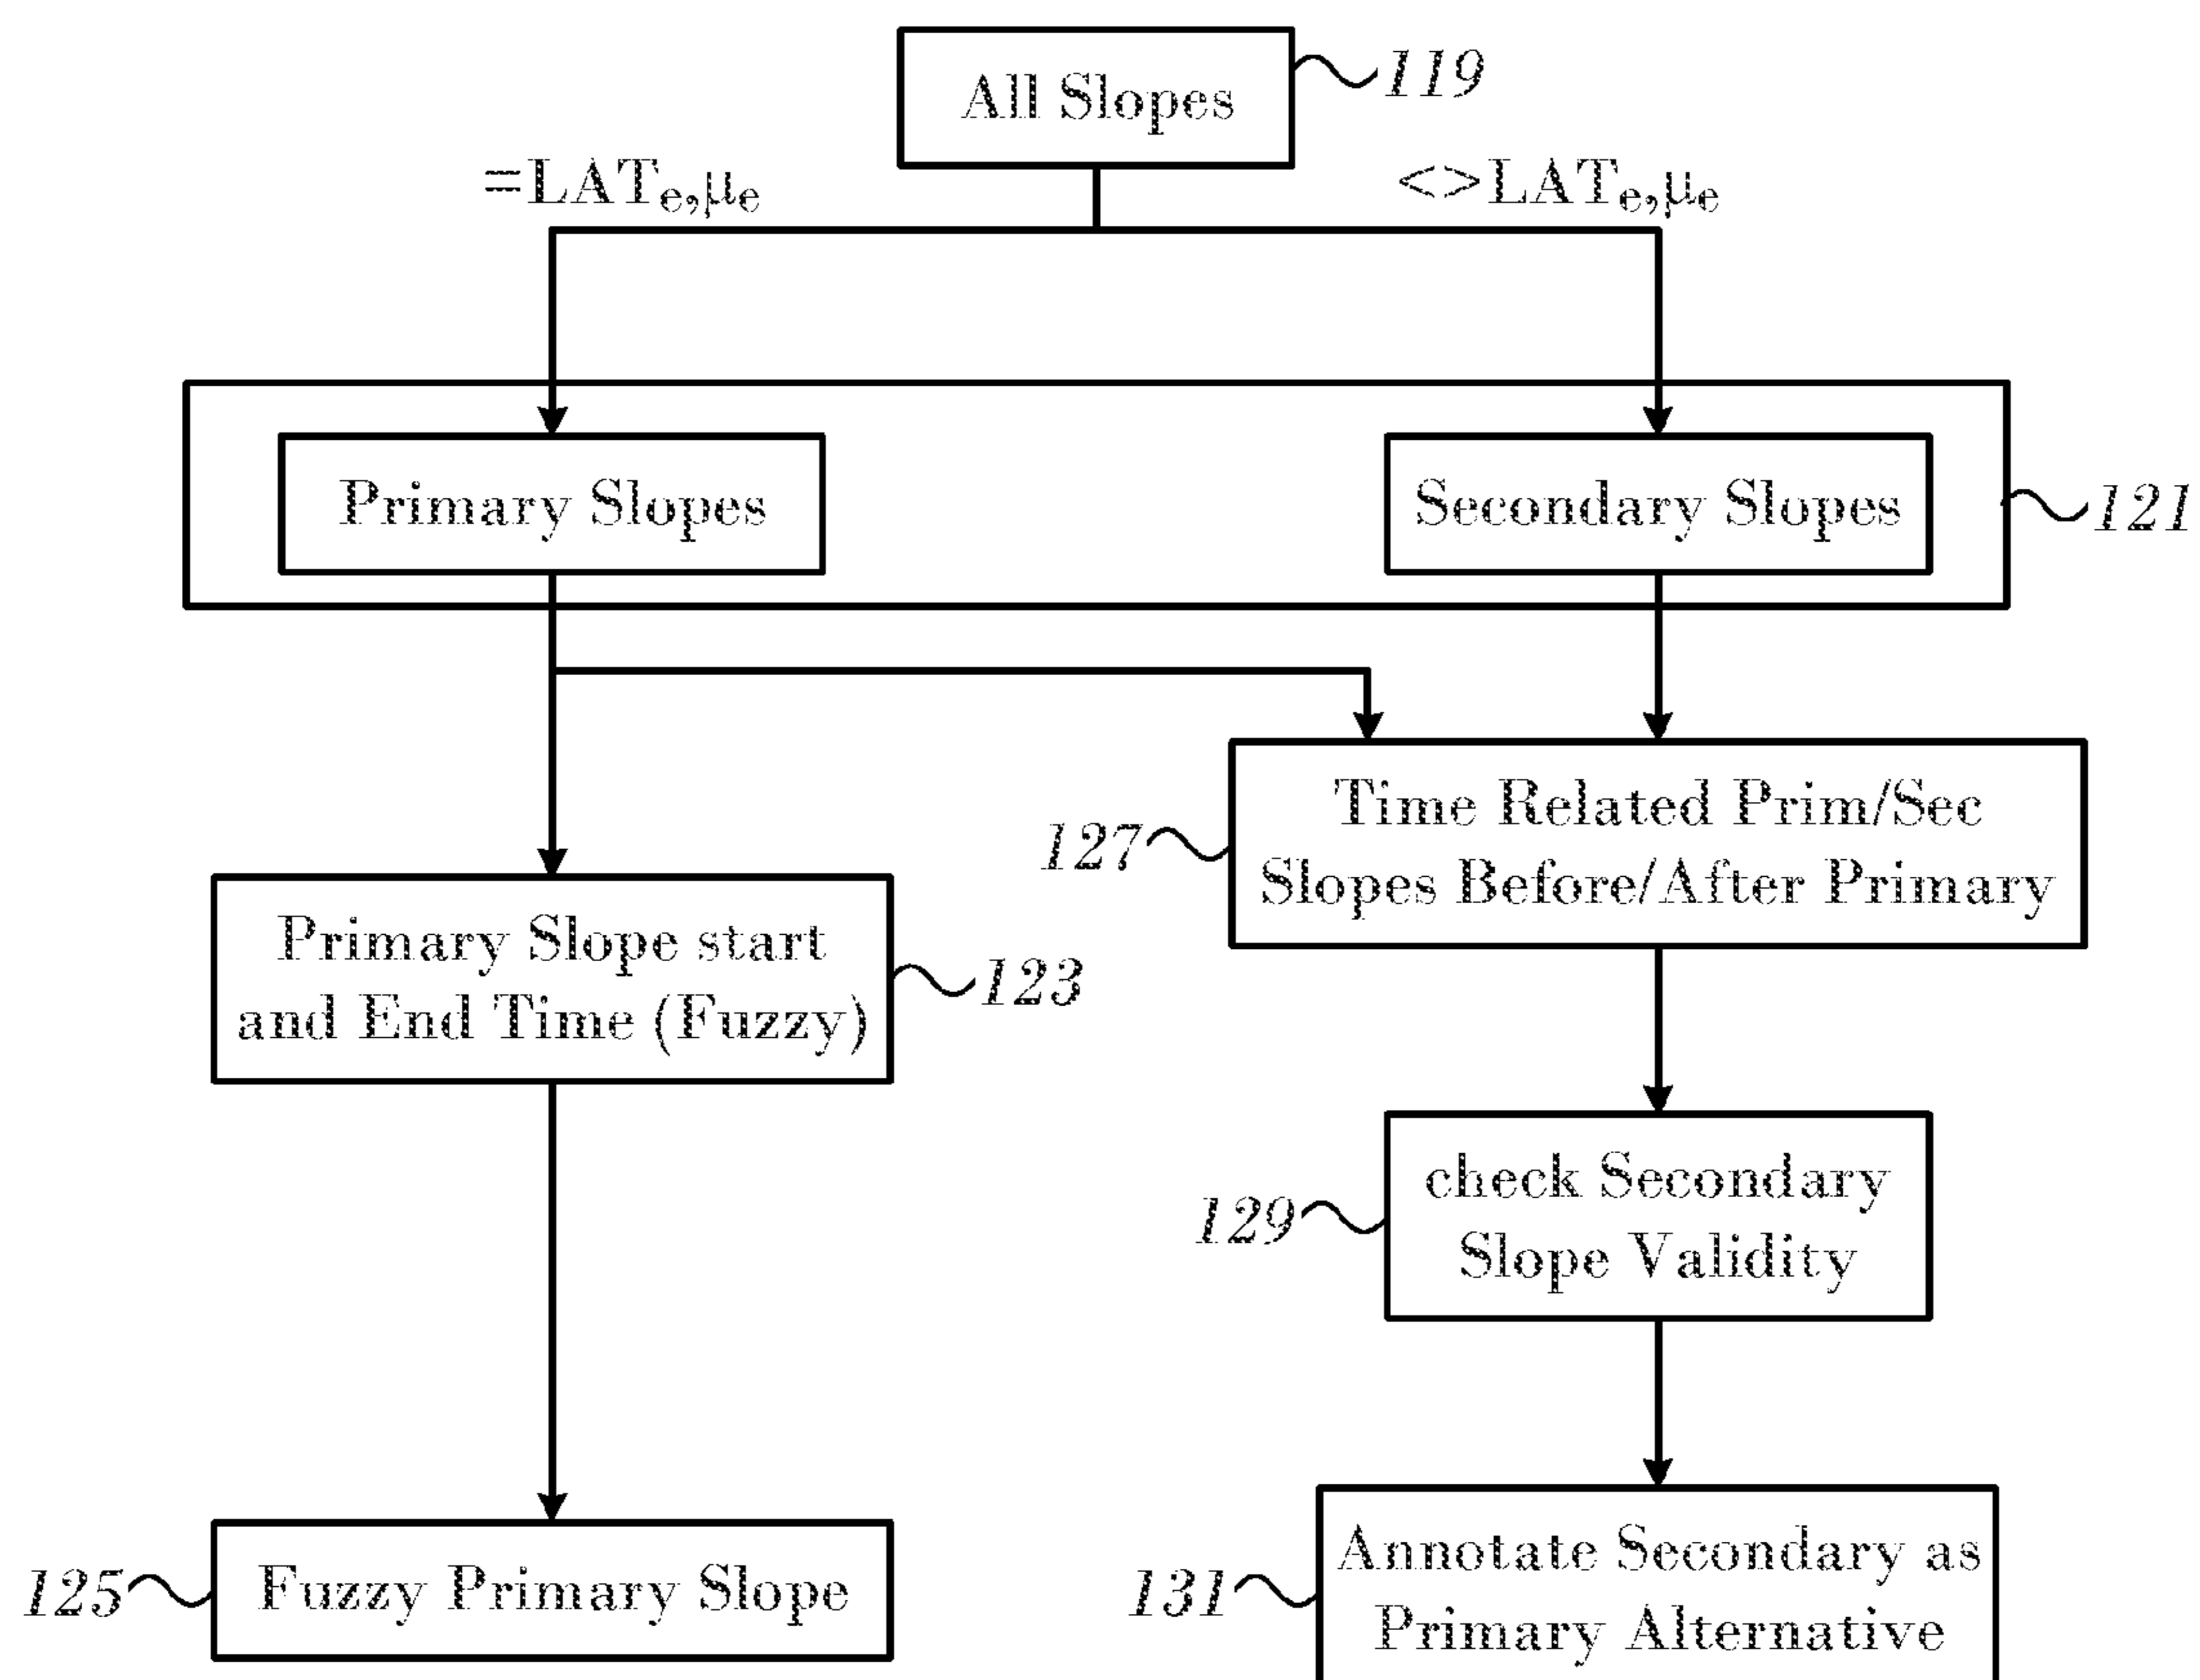 All Slopes
119
=LATe,μe
<>LATe,μe
Primary Slopes
Secondary Slopes
121
Time Related Prim/Sec
Slopes Before/After Primary
127
Primary Slope start
and End Time (Fuzzy)
123
check Secondary
Slope Validity
129
Fuzzy Primary Slope
125
Annotate Secondary as
Primary Alternative
131